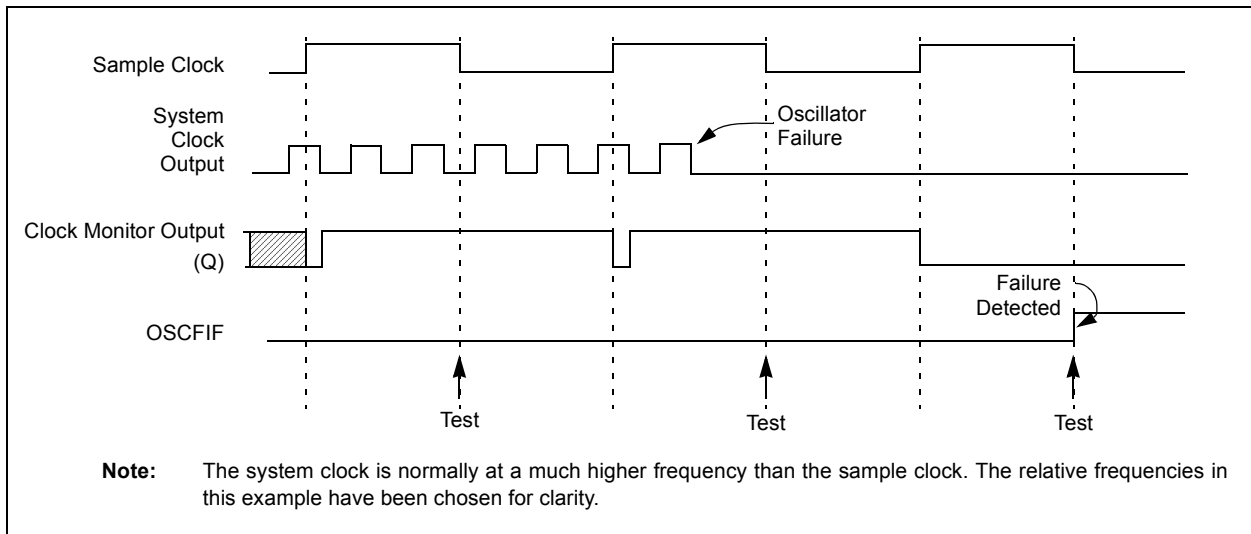 Sample Clock
System
Clock
Output
Oscillator
Failure
Clock Monitor Output
(Q)
Failure
Detected
OSCFIF
Test
Test
Test
Note: The system clock is normally at a much higher frequency than the sample clock. The relative frequencies in
this example have been chosen for clarity.